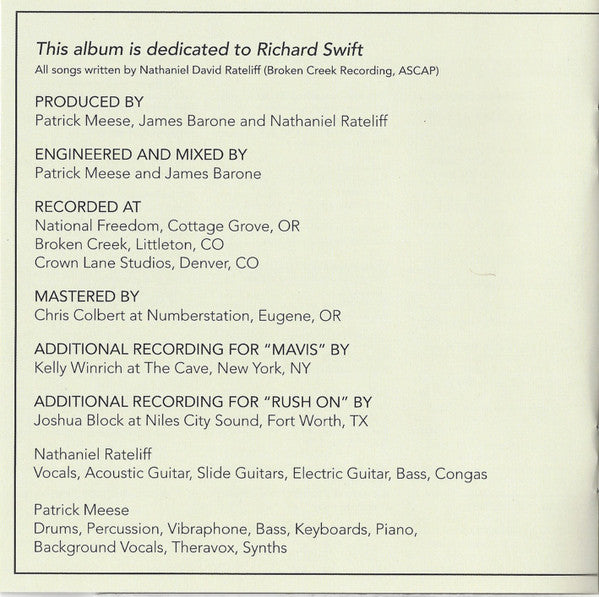 This album is dedicated to Richard Swift
All songs written by Nathaniel David Rateliff (Broken Creek Recording, ASCAP)
PRODUCED BY
Patrick Meese, James Barone and Nathaniel Rateliff
ENGINEERED AND MIXED BY
Patrick Meese and James Barone
RECORDED AT
National Freedom, Cottage Grove, OR
Broken Creek, Littleton, CO
Crown Lane Studios, Denver, CO
MASTERED BY
Chris Colbert at Numberstation, Eugene, OR
ADDITIONAL RECORDING FOR “MAVIS” BY
Kelly Winrich at The Cave, New York, NY
ADDITIONAL RECORDING FOR “RUSH ON” BY
Joshua Block at Niles City Sound, Fort Worth, TX
Nathaniel Rateliff
Vocals, Acoustic Guitar, Slide Guitars, Electric Guitar, Bass, Congas
Patrick Meese
Drums, Percussion, Vibraphone, Bass, Keyboards, Piano,
Background Vocals, Theravox, Synths